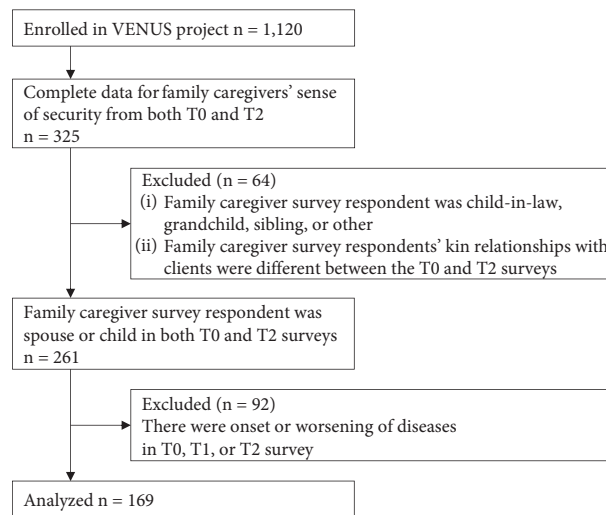 Enrolled in VENUS project n = 1,120
Complete data for family caregivers' sense
of security from both T0 and T2
n = 325
Excluded (n = 64)
(i) Family caregiver survey respondent was child-in-law,
grandchild, sibling, or other
(ii) Family caregiver survey respondents' kin relationships with
clients were different between the T0 and T2 surveys
Family caregiver survey respondent was
spouse or child in both T0 and T2 surveys
n = 261
Excluded (n = 92)
There were onset or worsening of diseases
in T0, T1, or T2 survey
Analyzed n = 169